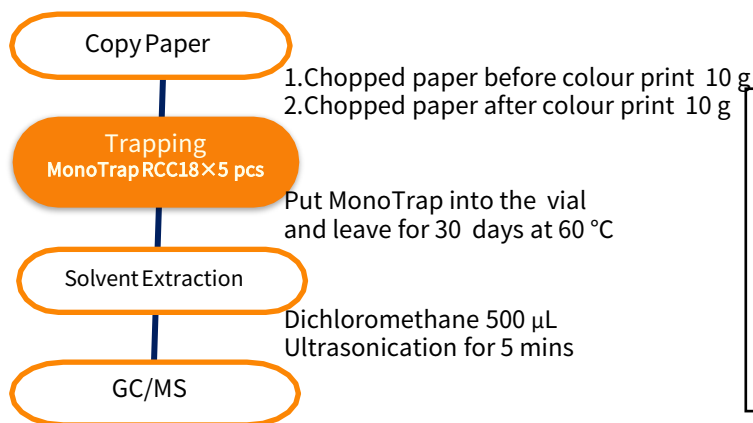 Copy Paper
1.Chopped paper before colour print 10 g
2.Chopped paper after colour print 10 g
Trapping
MonoTrap RCC18×5 pcs
Put MonoTrap into the vial
and leave for 30 days at 60 °C
Solvent Extraction
Dichloromethane 500 µL
Ultrasonication for 5 mins
GC/MS